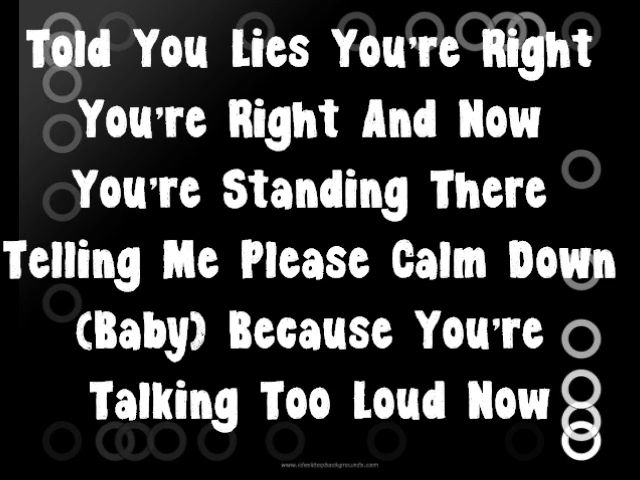 Told You Lies You're Right
You're Right And Now
You're Standing There
Telling Me Please Calm Down
(Baby) Because You're
Talking Too Loud Now